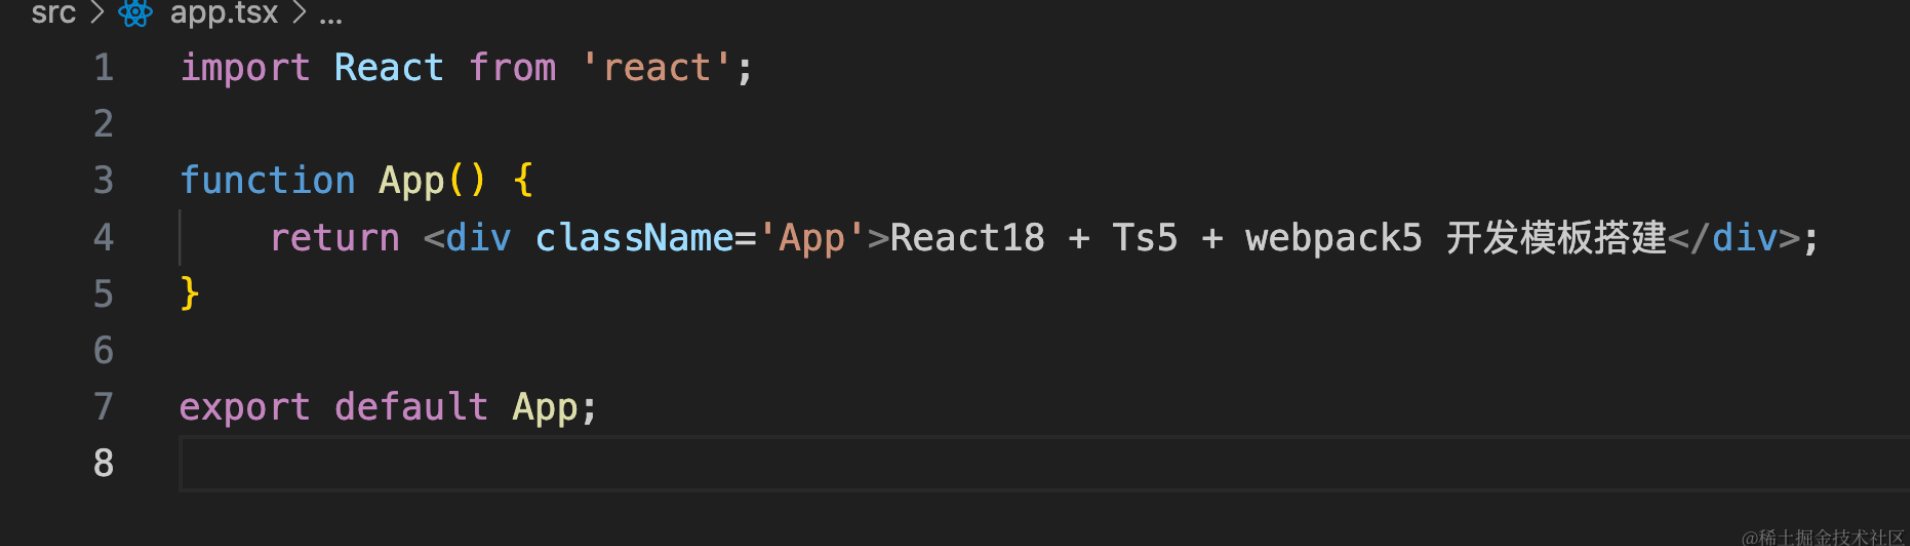 src > app.tsx > ...
1 import React from 'react';
2
3 function App() {
4     return <div className='App'>React18 + Ts5 + webpack5 开发模板搭建</div>;
5 }
6
7 export default App;
8
@稀土掘金技术社区